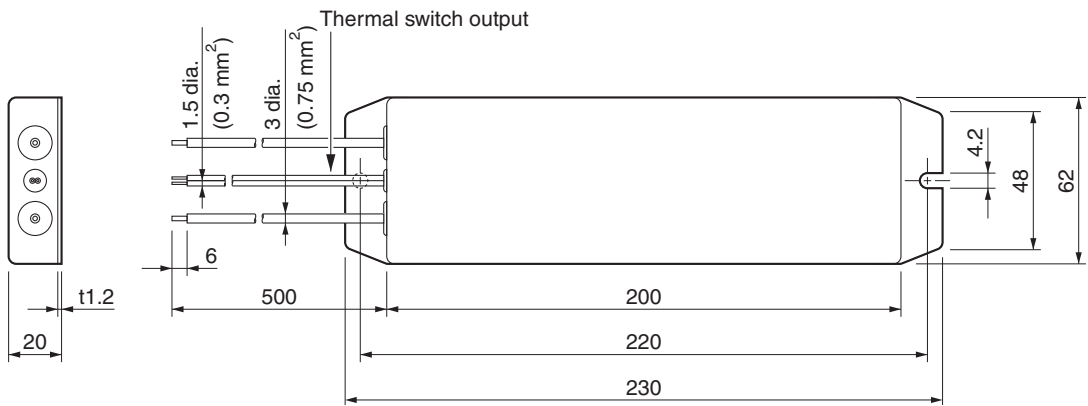 Thermal switch output
1.5 dia.
(0.3 mm²)
3 dia.
(0.75 mm²)
4.2
48
62
6
t1.2
500
200
20
220
230